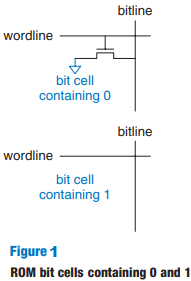 bitline
wordline
bit cell
containing 0
bitline
wordline
bit cell
containing 1
Figure 1
ROM bit cells containing 0 and 1